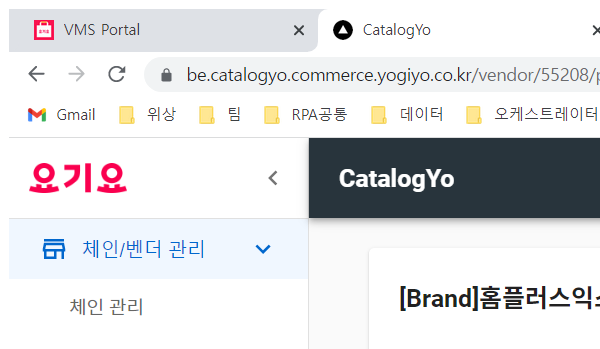 VMS Portal
CatalogYo
be.catalogyo.commerce.yogiyo.co.kr/vendor/55208/
Gmail 위상 팀 RPA공통 데이터 오케스트레이터
요기요
CatalogYo
체인/벤더 관리
[Brand]홈플러스익
체인 관리